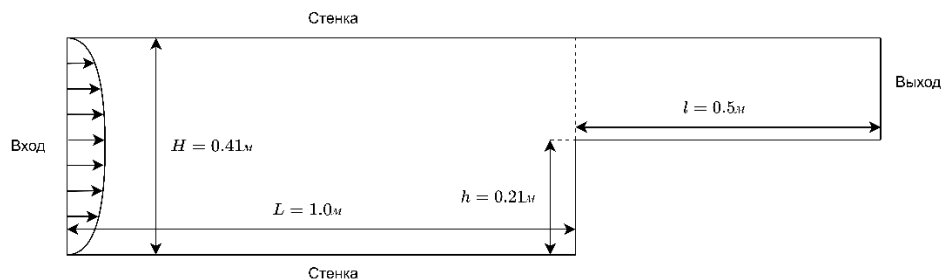 Стенка
Выход
l = 0.5м
Вход
H = 0.41м
h = 0.21м
L = 1.0м
Стенка